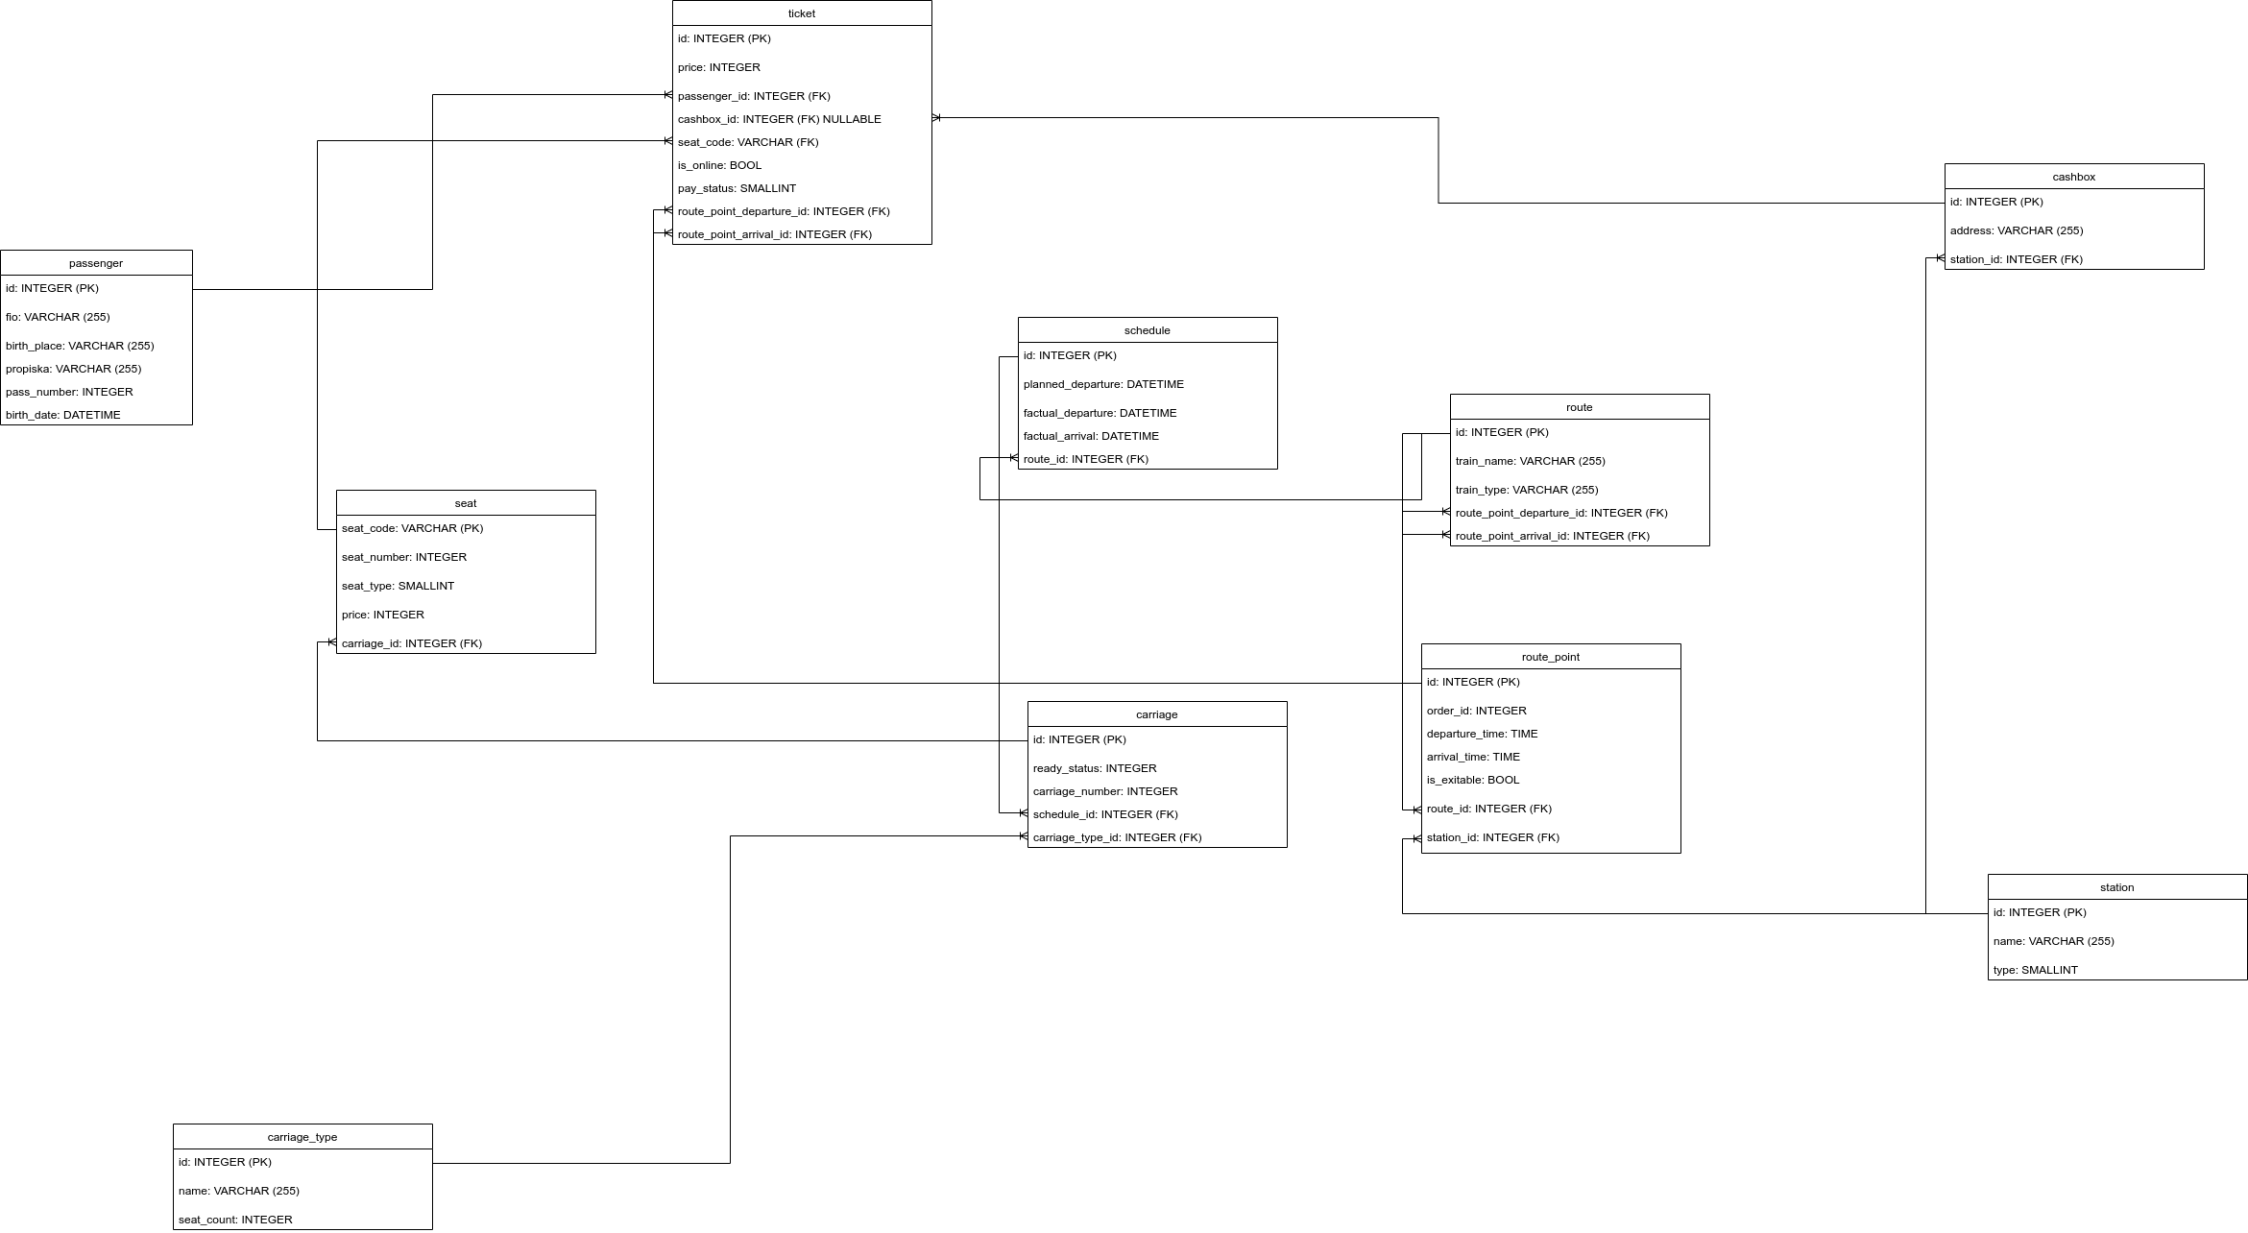 ticket
id: INTEGER (PK)
price: INTEGER
passenger_id: INTEGER (FK)
cashbox_id: INTEGER (FK) NULLABLE
seat_code: VARCHAR (FK)
is_online: BOOL
pay_status: SMALLINT
route_point_departure_id: INTEGER (FK)
route_point_arrival_id: INTEGER (FK)
cashbox
id: INTEGER (PK)
address: VARCHAR (255)
station_id: INTEGER (FK)
passenger
id: INTEGER (PK)
fio: VARCHAR (255)
birth_place: VARCHAR (255)
propiska: VARCHAR (255)
pass_number: INTEGER
birth_date: DATETIME
schedule
id: INTEGER (PK)
planned_departure: DATETIME
factual_departure: DATETIME
factual_arrival: DATETIME
route_id: INTEGER (FK)
route
id: INTEGER (PK)
train_name: VARCHAR (255)
train_type: VARCHAR (255)
route_point_departure_id: INTEGER (FK)
route_point_arrival_id: INTEGER (FK)
seat
seat_code: VARCHAR (PK)
seat_number: INTEGER
seat_type: SMALLINT
price: INTEGER
carriage_id: INTEGER (FK)
route_point
id: INTEGER (PK)
order_id: INTEGER
departure_time: TIME
arrival_time: TIME
is_exitable: BOOL
route_id: INTEGER (FK)
station_id: INTEGER (FK)
carriage
id: INTEGER (PK)
ready_status: INTEGER
carriage_number: INTEGER
schedule_id: INTEGER (FK)
carriage_type_id: INTEGER (FK)
station
id: INTEGER (PK)
name: VARCHAR (255)
type: SMALLINT
carriage_type
id: INTEGER (PK)
name: VARCHAR (255)
seat_count: INTEGER